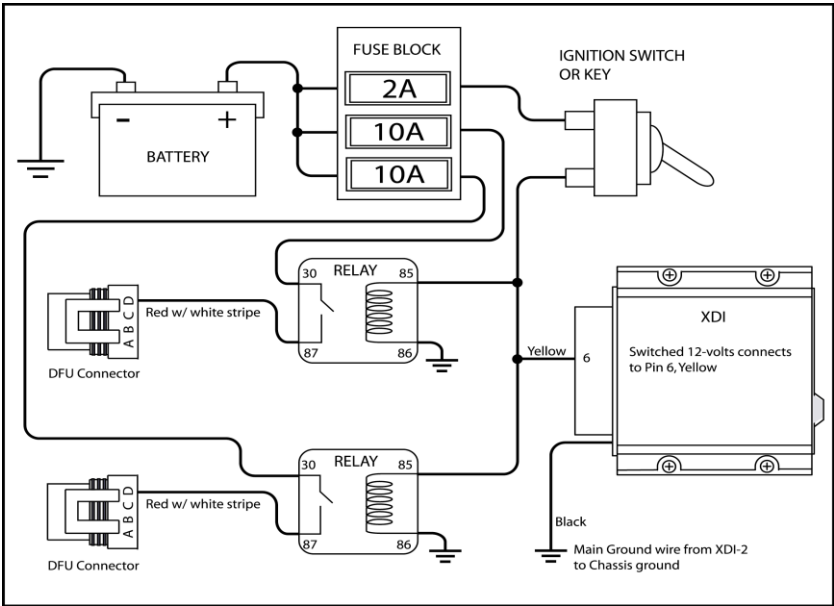 FUSE BLOCK
2A
10A
10A
IGNITION SWITCH
OR KEY
-
+
BATTERY
30
RELAY
85
87
86
A B C D
Red w/ white stripe
DFU Connector
XDI
Yellow
6
Switched 12-volts connects
to Pin 6, Yellow
30
RELAY
85
87
86
A B C D
Red w/ white stripe
DFU Connector
Black
Main Ground wire from XDI-2
to Chassis ground